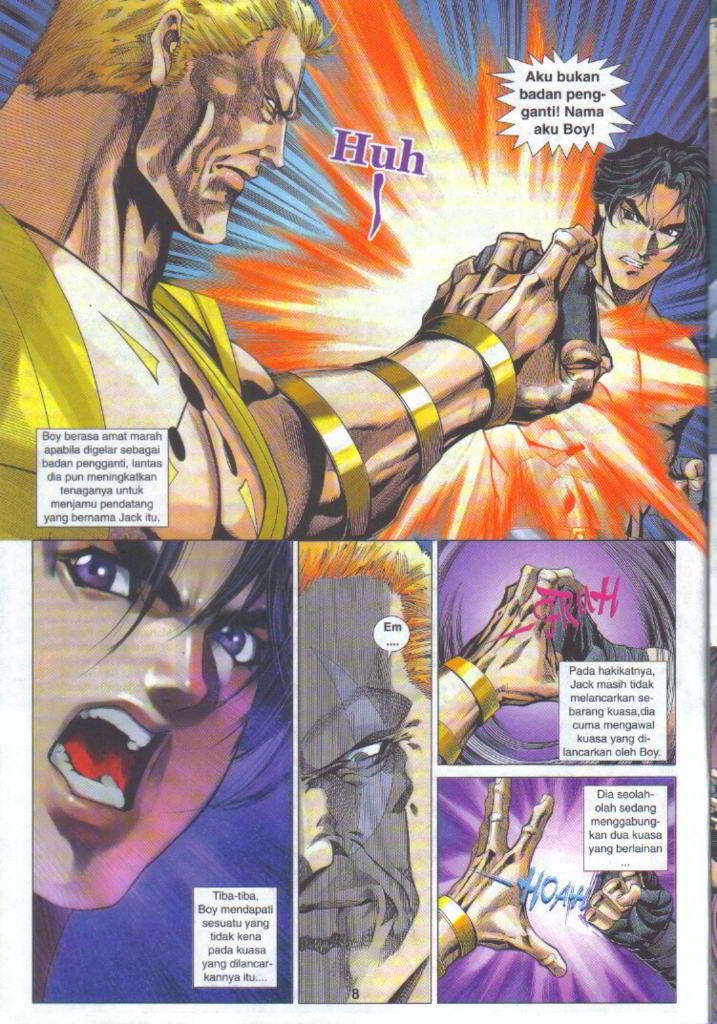 Aku bukan
badan peng-
ganti! Nama
aku Boy!
Huh
Boy berasa amat marah
apabila digelar sebagai
badan pengganti, lantas
dia pun meningkatkan
tenaganya untuk
menjamu pendatang
yang bernama Jack itu.
Tiba-tiba,
Boy mendapati
sesuatu yang
tidak kena
pada kuasa
yang dilancar-
kannya itu....
Em
....
Pada hakikatnya,
Jack masih tidak
melancarkan se-
barang kuasa,dia
cuma mengawal
kuasa yang di-
lancarkan oleh Boy.
Dia seolah-
olah sedang
menggabung-
kan dua kuasa
yang berlainan
...
HOAH
8